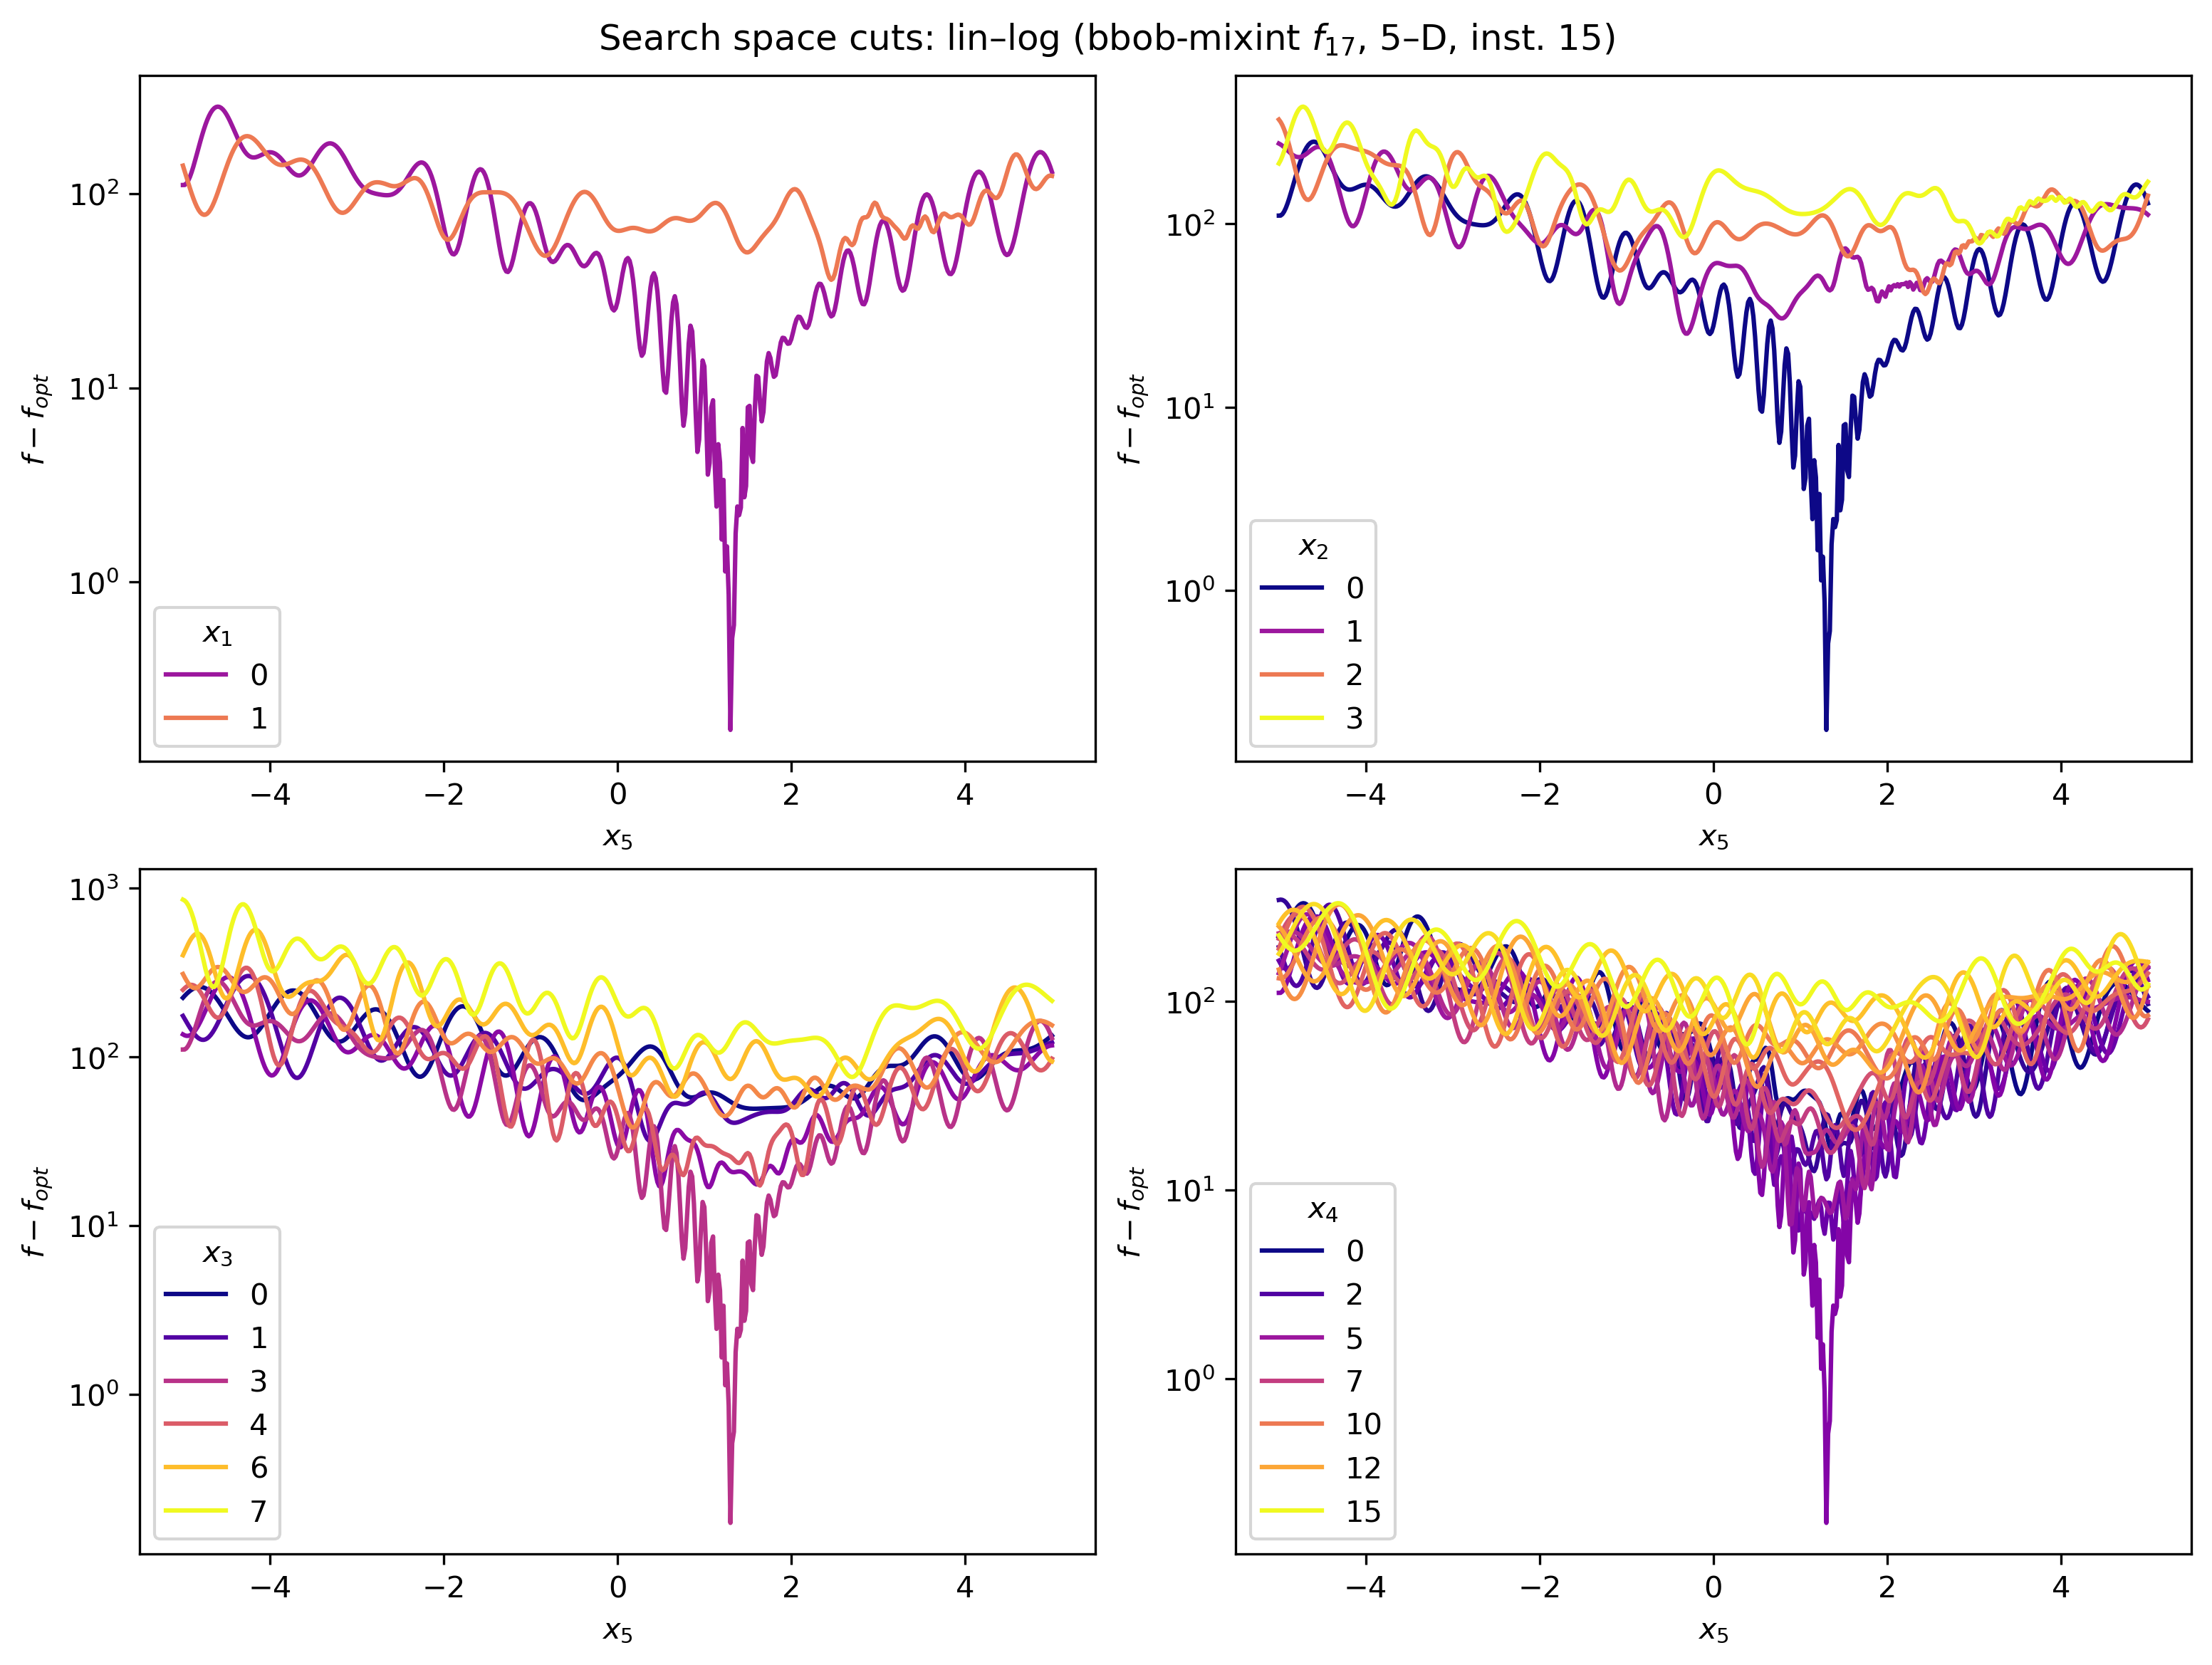 Search space cuts: lin–log (bbob-mixint f17, 5–D, inst. 15)
10^2
10^1
10^0
f − fopt
x1
0
1
−4 −2 0 2 4
x5
10^2
10^1
10^0
f − fopt
x2
0
1
2
3
−4 −2 0 2 4
x5
10^3
10^2
10^1
10^0
f − fopt
x3
0
1
3
4
6
7
−4 −2 0 2 4
x5
10^2
10^1
10^0
f − fopt
x4
0
2
5
7
10
12
15
−4 −2 0 2 4
x5